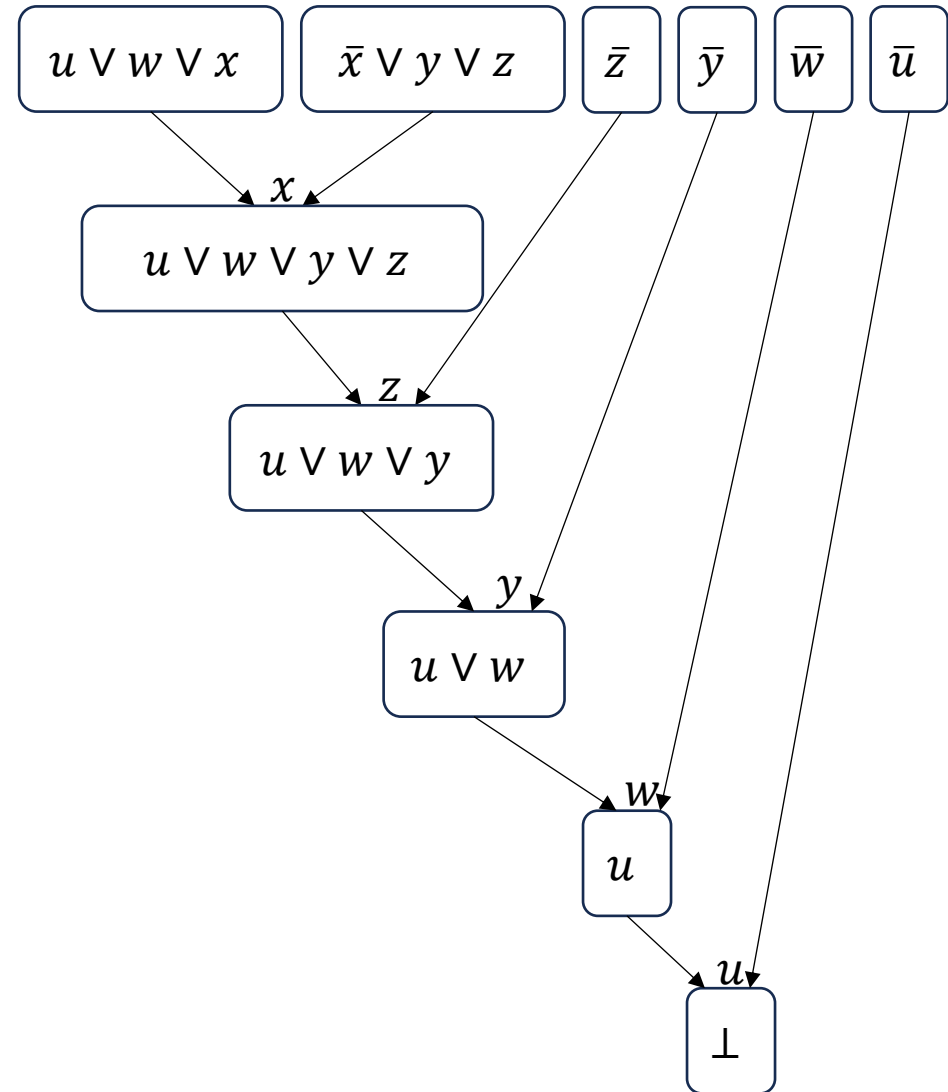 u ∨ w ∨ x x̄ ∨ y ∨ z z̄ ȳ w̄ ū
x
u ∨ w ∨ y ∨ z
z
u ∨ w ∨ y
y
u ∨ w
w
u
u
⊥